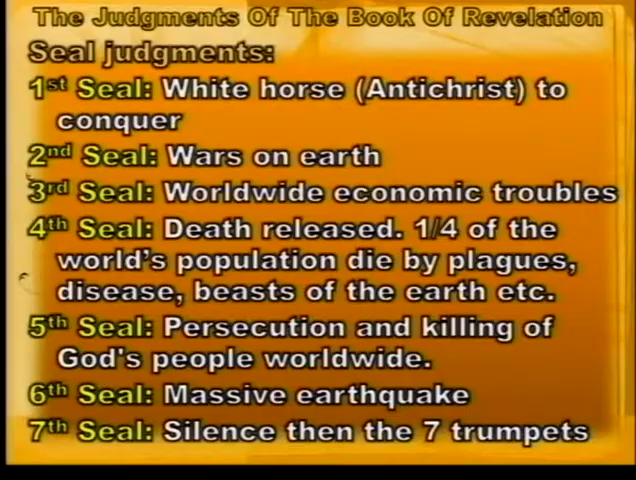 The Judgments Of The Book Of Revelation
Seal judgments:
1st Seal: White horse (Antichrist) to
conquer
2nd Seal: Wars on earth
3rd Seal: Worldwide economic troubles
4th Seal: Death released. 1/4 of the
world's population die by plagues,
disease, beasts of the earth etc.
5th Seal: Persecution and killing of
God's people worldwide.
6th Seal: Massive earthquake
7th Seal: Silence then the 7 trumpets